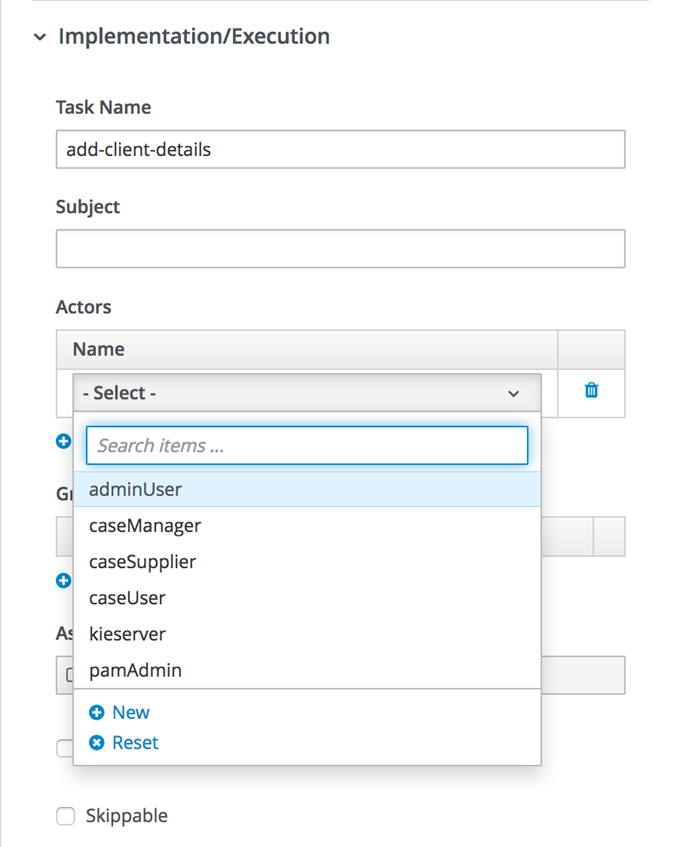 Implementation/Execution
Task Name
add-client-details
Subject
Actors
Name
- Select -
Search items ...
Gr
adminUser
caseManager
caseSupplier
caseUser
kieserver
As
pamAdmin
New
Reset
Skippable